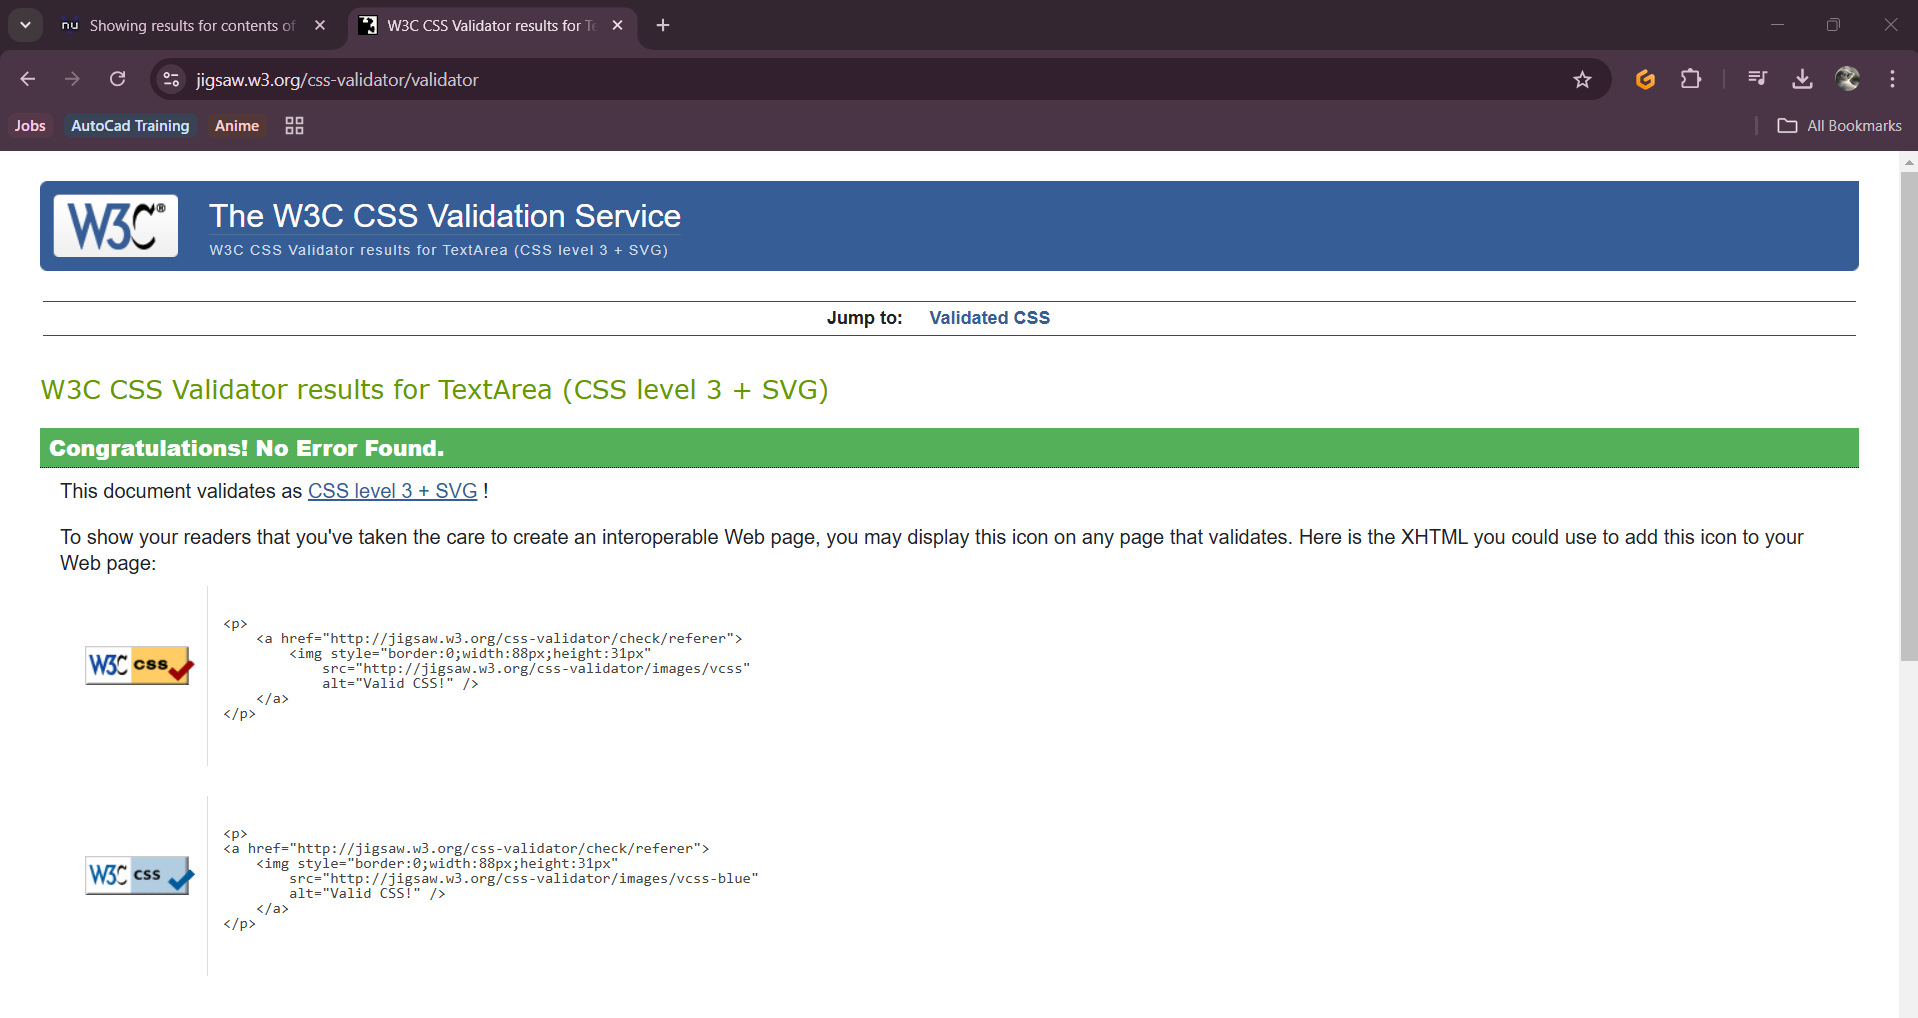 nu Showing results for contents of
W3C CSS Validator results for Te
jigsaw.w3.org/css-validator/validator
Jobs AutoCad Training Anime All Bookmarks
W3C® The W3C CSS Validation Service
W3C CSS Validator results for TextArea (CSS level 3 + SVG)
Jump to: Validated CSS
W3C CSS Validator results for TextArea (CSS level 3 + SVG)
Congratulations! No Error Found.
This document validates as CSS level 3 + SVG !
To show your readers that you've taken the care to create an interoperable Web page, you may display this icon on any page that validates. Here is the XHTML you could use to add this icon to your
Web page:
W3C css
<p>
<a href="http://jigsaw.w3.org/css-validator/check/referer">
<img style="border:0;width:88px;height:31px"
src="http://jigsaw.w3.org/css-validator/images/vcss"
alt="Valid CSS!" />
</a>
</p>
W3C css
<p>
<a href="http://jigsaw.w3.org/css-validator/check/referer">
<img style="border:0;width:88px;height:31px"
src="http://jigsaw.w3.org/css-validator/images/vcss-blue"
alt="Valid CSS!" />
</a>
</p>